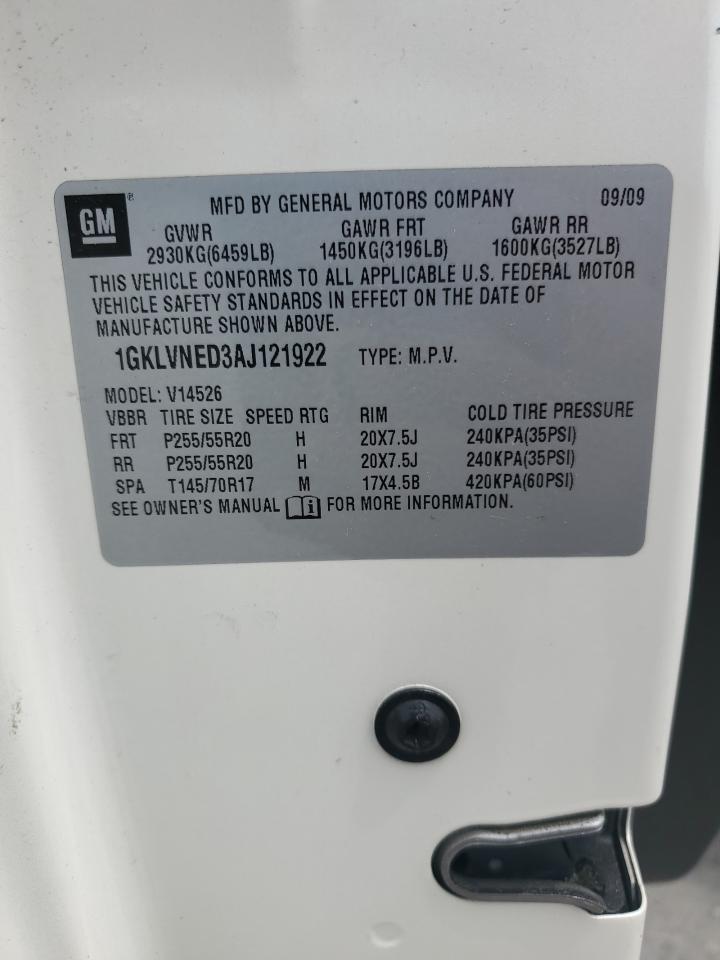 GM ® MFD BY GENERAL MOTORS COMPANY 09/09
GVWR GAWR FRT GAWR RR
2930KG(6459LB) 1450KG(3196LB) 1600KG(3527LB)
THIS VEHICLE CONFORMS TO ALL APPLICABLE U.S. FEDERAL MOTOR
VEHICLE SAFETY STANDARDS IN EFFECT ON THE DATE OF
MANUFACTURE SHOWN ABOVE.
1GKLVNED3AJ121922 TYPE: M.P.V.
MODEL: V14526
VBBR TIRE SIZE SPEED RTG RIM COLD TIRE PRESSURE
FRT P255/55R20 H 20X7.5J 240KPA(35PSI)
RR P255/55R20 H 20X7.5J 240KPA(35PSI)
SPA T145/70R17 M 17X4.5B 420KPA(60PSI)
SEE OWNER'S MANUAL i FOR MORE INFORMATION.